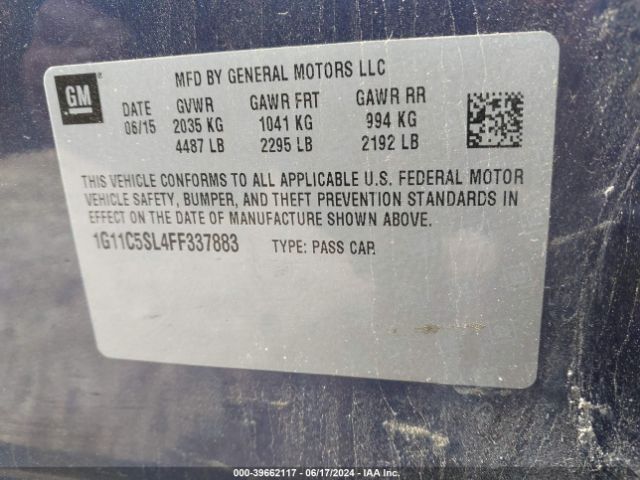 GM
MFD BY GENERAL MOTORS LLC
DATE GVWR GAWR FRT GAWR RR
06/15 2035 KG 1041 KG 994 KG
4487 LB 2295 LB 2192 LB
THIS VEHICLE CONFORMS TO ALL APPLICABLE U.S. FEDERAL MOTOR
VEHICLE SAFETY, BUMPER, AND THEFT PREVENTION STANDARDS IN
EFFECT ON THE DATE OF MANUFACTURE SHOWN ABOVE.
1G11C5SL4FF337883 TYPE: PASS CAR
000-39662117 - 06/17/2024 - IAA Inc.